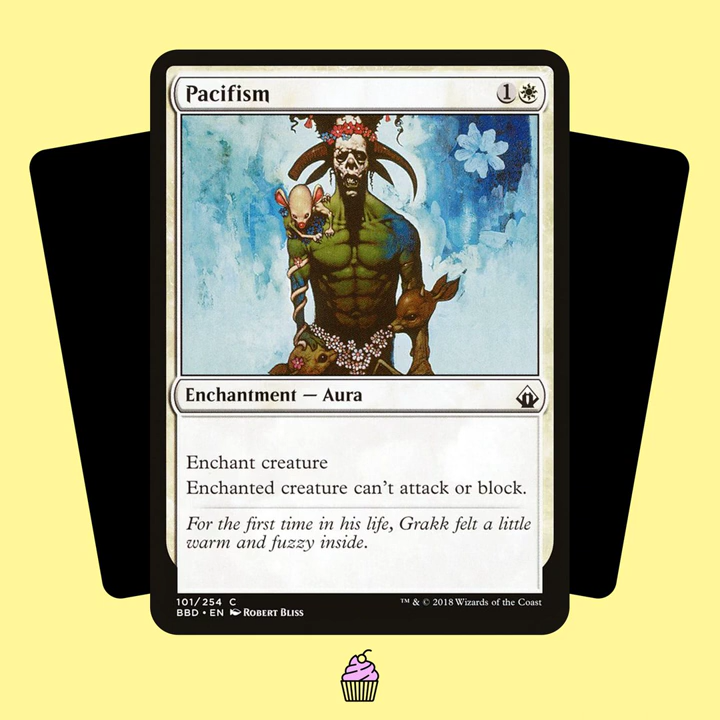 Pacifism 1
Enchantment — Aura
Enchant creature
Enchanted creature can't attack or block.
For the first time in his life, Grakk felt a little
warm and fuzzy inside.
101/254 C
™ & © 2018 Wizards of the Coast
BBD • EN Robert Bliss